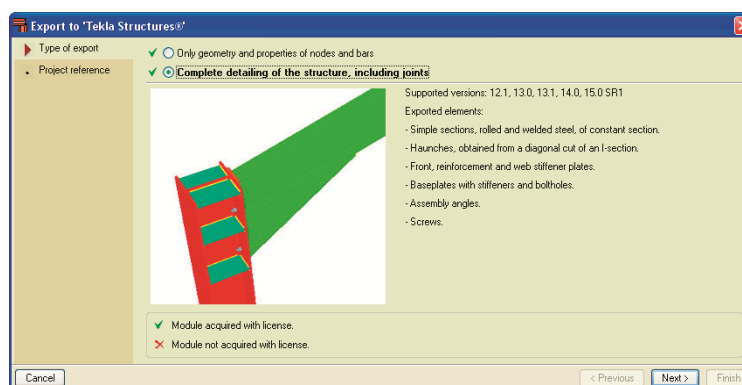 Export to 'Tekla Structures®'
Type of export
Project reference
Only geometry and properties of nodes and bars
Complete detailing of the structure, including joints
Supported versions: 12.1, 13.0, 13.1, 14.0, 15.0 SR1
Exported elements:
- Simple sections, rolled and welded steel, of constant section.
- Haunches, obtained from a diagonal cut of an I-section.
- Front, reinforcement and web stiffener plates.
- Baseplates with stiffeners and boltholes.
- Assembly angles.
- Screws.
Module acquired with license.
Module not acquired with license.
Cancel
< Previous
Next >
Finish